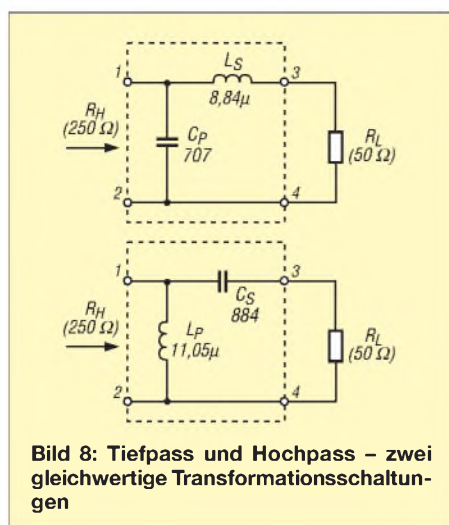 1
L_S
3
8,84μ
R_H
(250 Ω)
C_P
707
R_L
(50 Ω)
2
4
1
3
C_S
884
R_H
(250 Ω)
L_P
11,05μ
R_L
(50 Ω)
2
4
Bild 8: Tiefpass und Hochpass – zwei
gleichwertige Transformationsschaltun-
gen